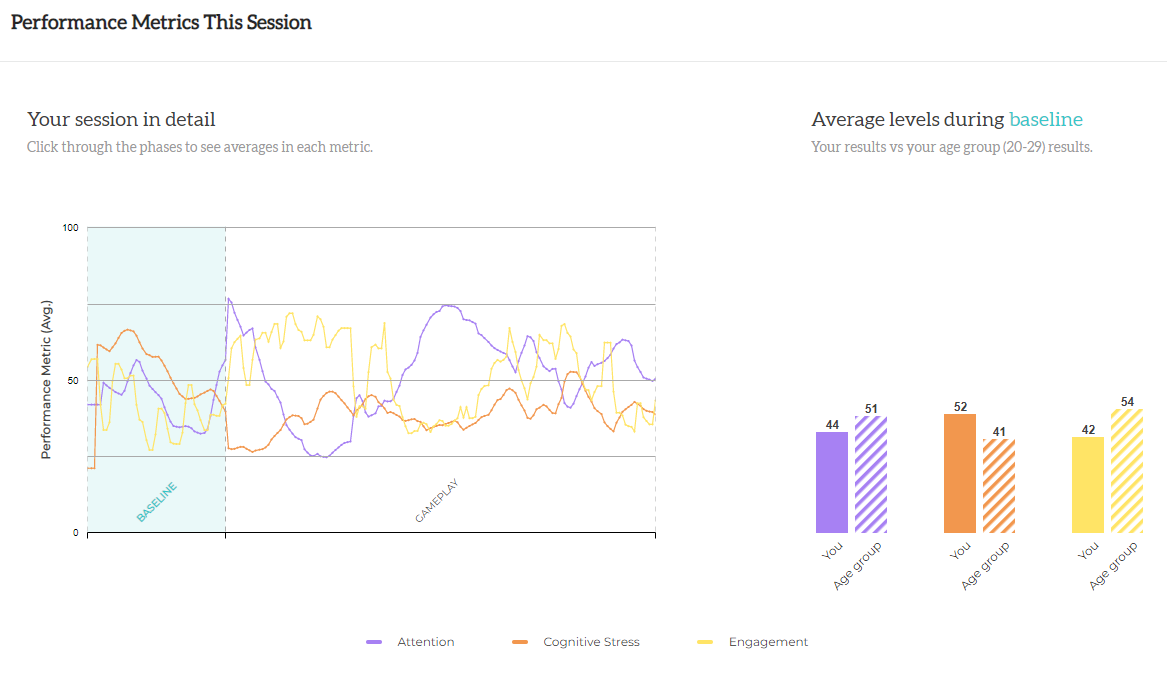 Performance Metrics This Session
Your session in detail
Click through the phases to see averages in each metric.
Average levels during baseline
Your results vs your age group (20-29) results.
100
50
0
Performance Metric (Avg.)
BASELINE
GAMEPLAY
44
51
52
41
42
54
You
Age group
You
Age group
You
Age group
Attention
Cognitive Stress
Engagement